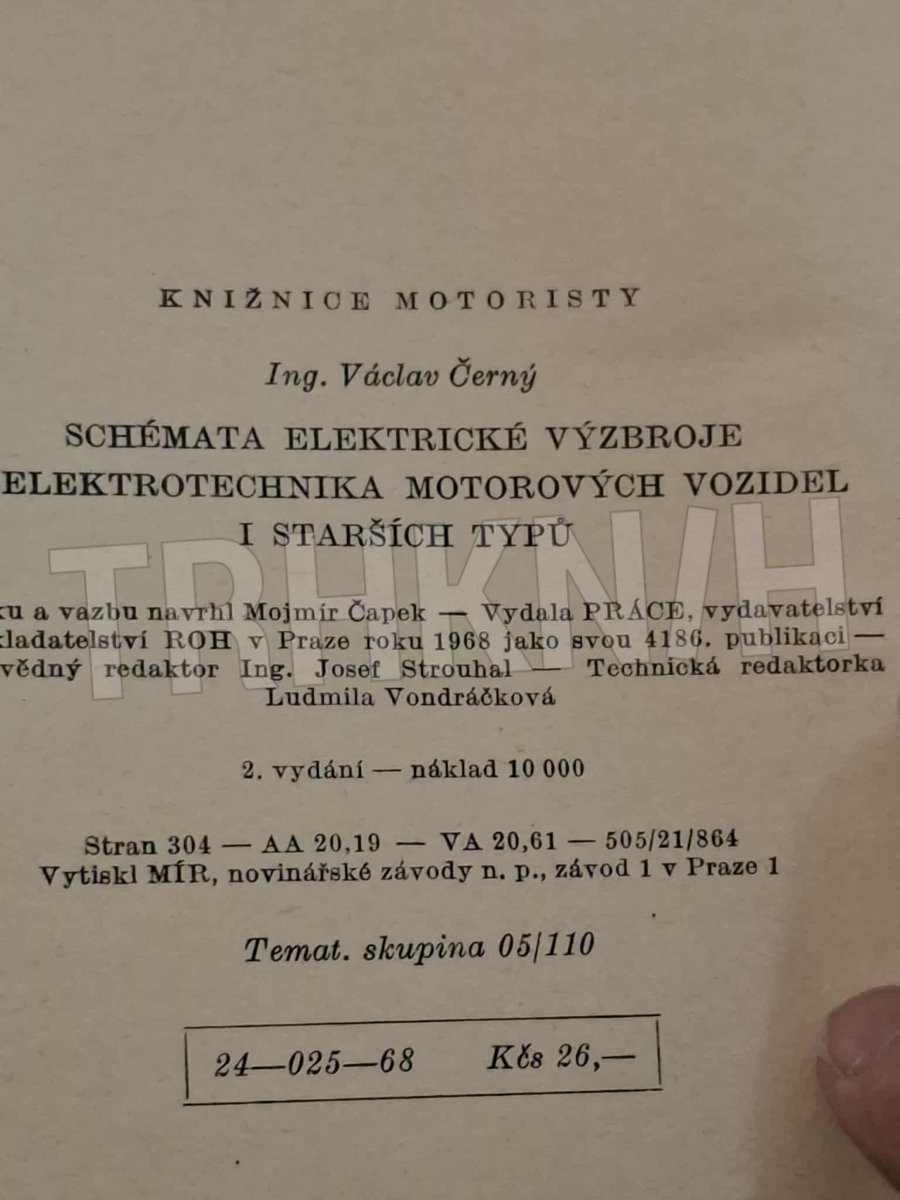 KNIŽNICE MOTORISTY
Ing. Václav Černý
SCHÉMATA ELEKTRICKÉ VÝZBROJE
ELEKTROTECHNIKA MOTOROVÝCH VOZIDEL
I STARŠÍCH TYPŮ
a vazbu navrhl Mojmír Čapek — Vydala PRÁCE, vydavatelství
ROH v Praze roku 1968 jako svou 4186. publikaci —
redaktor Ing. Josef Strouhal — Technická redaktorka
Ludmila Vondráčková
2. vydání — náklad 10 000
Stran 304 — AA 20,19 — VA 20,61 — 505/21/864
Vytiskl MÍR, novinářské závody n. p., závod 1 v Praze 1
Temat. skupina 05/110
24—025—68 Kčs 26,—
TRHKNIH